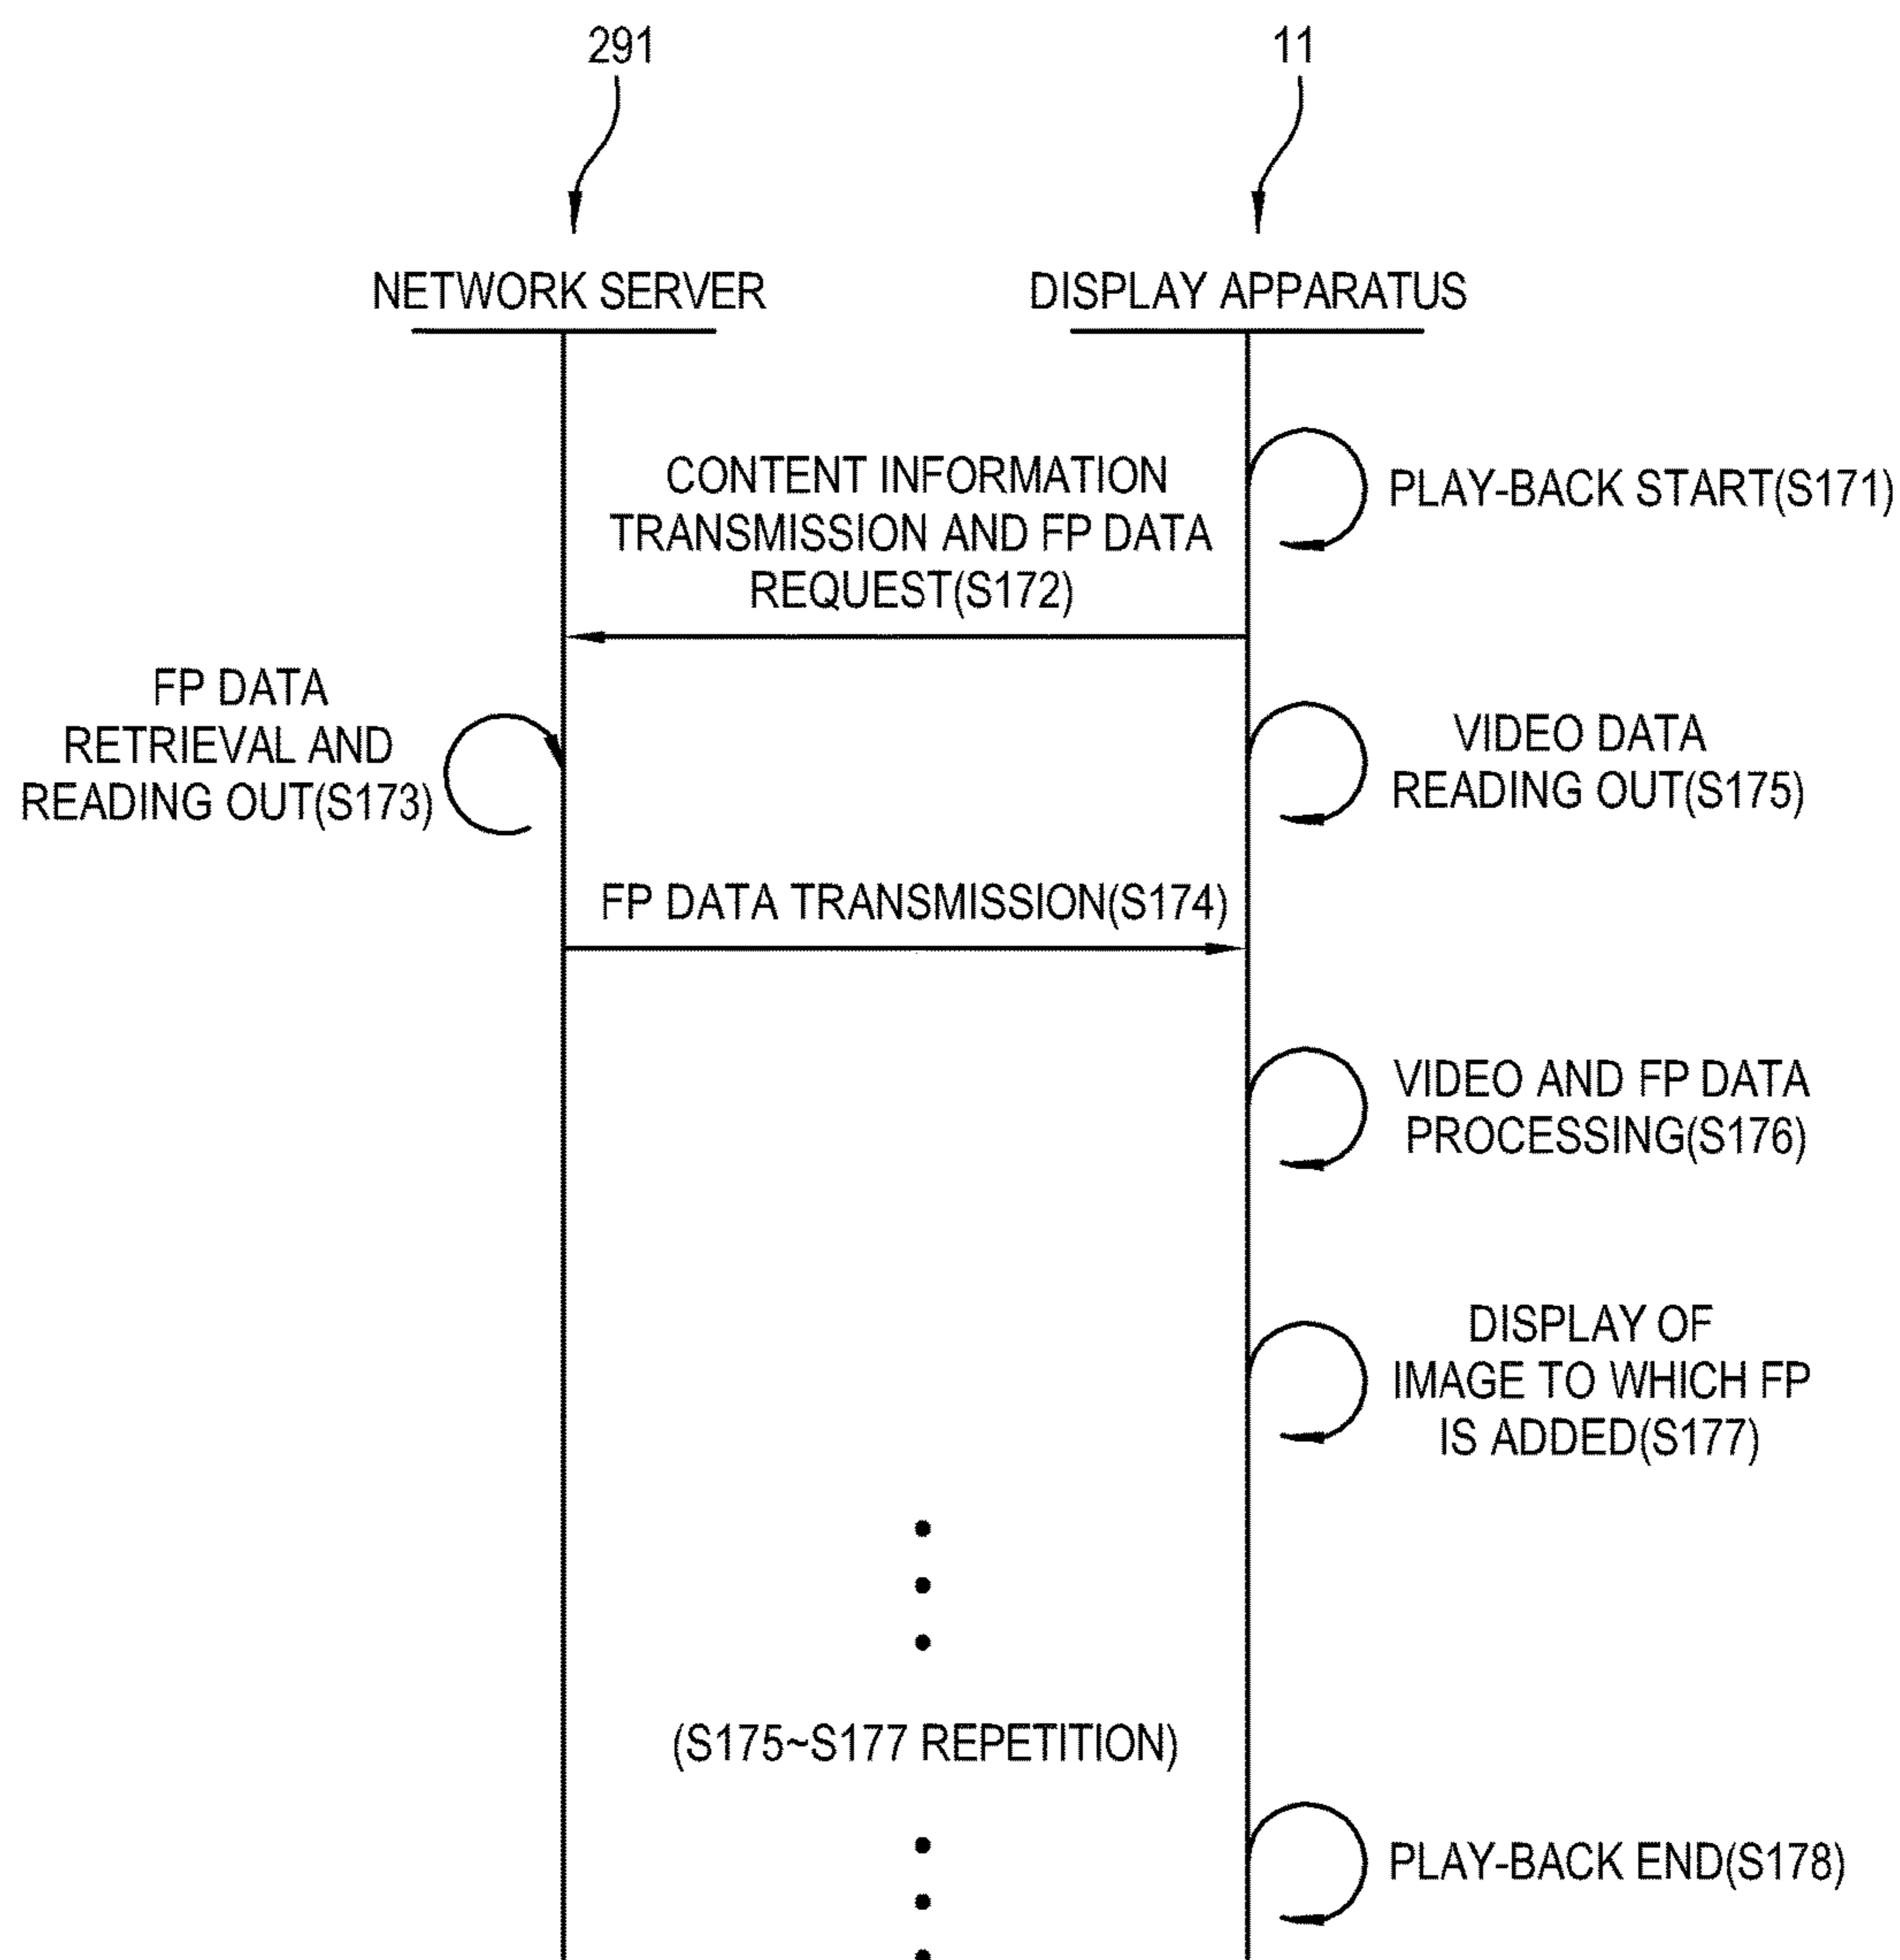 291
11
NETWORK SERVER
DISPLAY APPARATUS
PLAY-BACK START(S171)
CONTENT INFORMATION
TRANSMISSION AND FP DATA
REQUEST(S172)
FP DATA
RETRIEVAL AND
READING OUT(S173)
VIDEO DATA
READING OUT(S175)
FP DATA TRANSMISSION(S174)
VIDEO AND FP DATA
PROCESSING(S176)
DISPLAY OF
IMAGE TO WHICH FP
IS ADDED(S177)
(S175~S177 REPETITION)
PLAY-BACK END(S178)